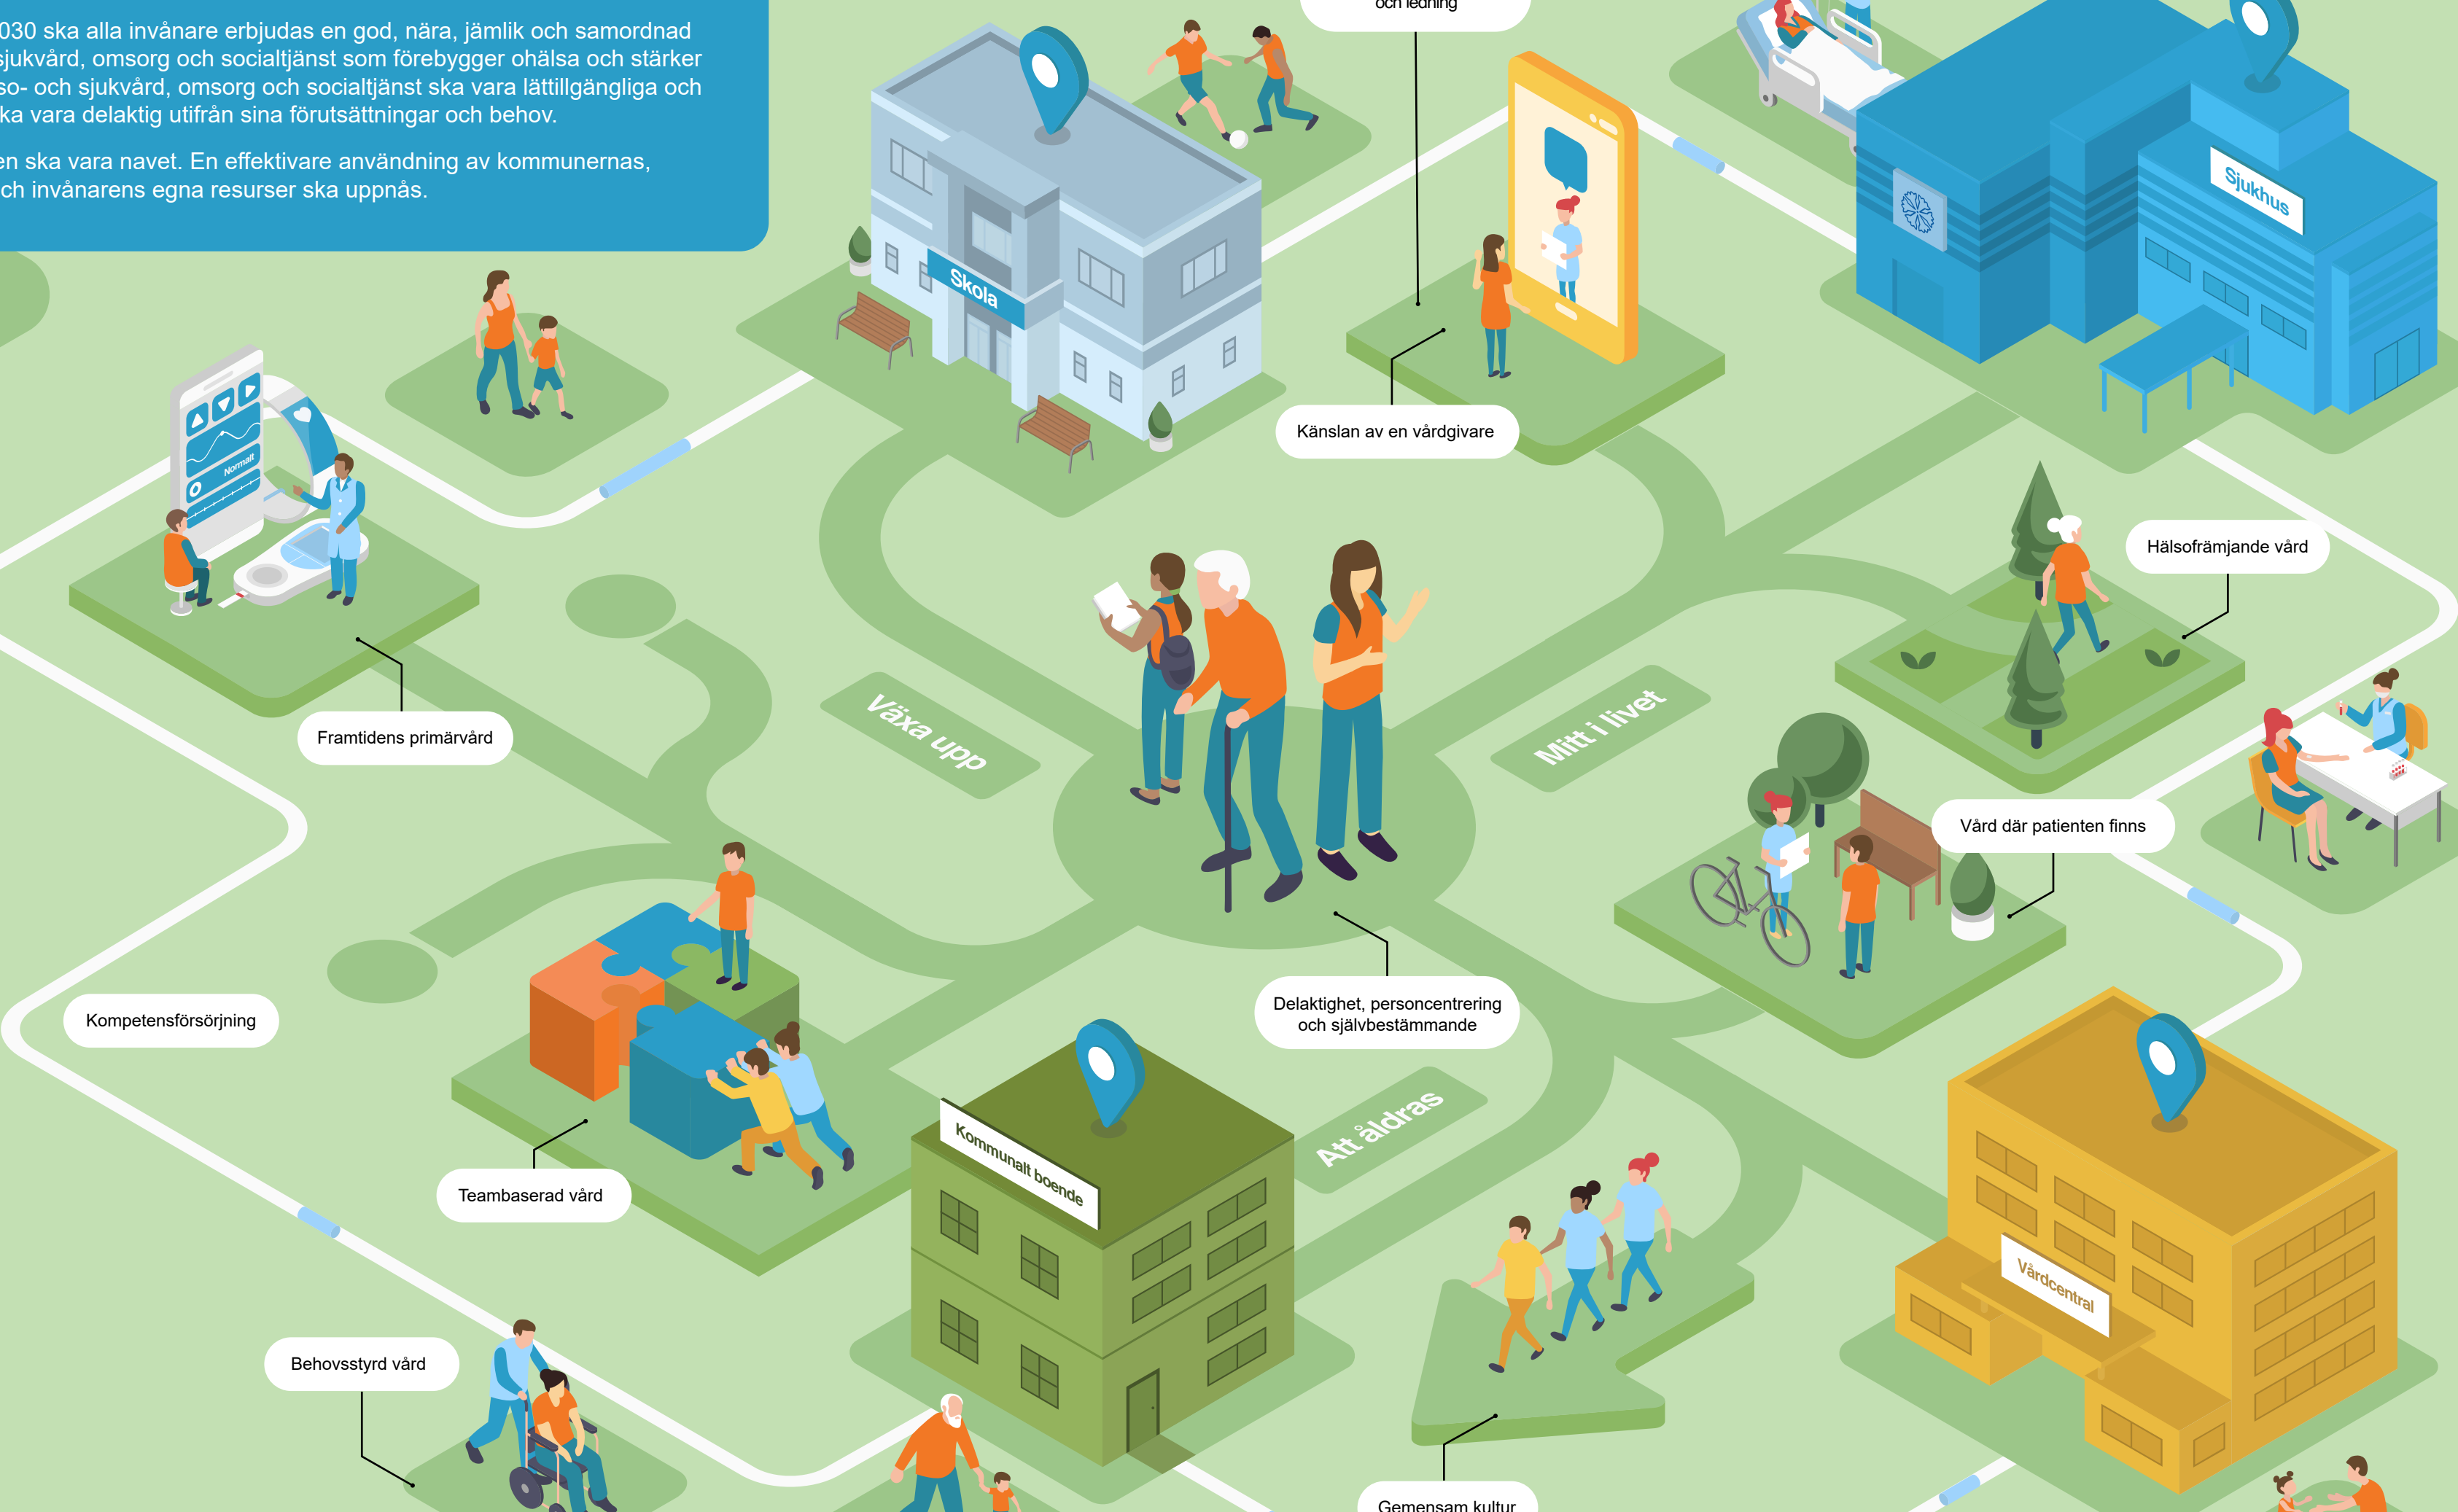 030 ska alla invånare erbjudas en god, nära, jämlik och samordnad
sjukvård, omsorg och socialtjänst som förebygger ohälsa och stärker
so- och sjukvård, omsorg och socialtjänst ska vara lättillgängliga och
ka vara delaktig utifrån sina förutsättningar och behov.
en ska vara navet. En effektivare användning av kommunernas,
ch invånarens egna resurser ska uppnås.
och ledning
Sjukhus
Skola
Känslan av en vårdgivare
Normalt
Hälsofrämjande vård
Framtidens primärvård
Växa upp
Mitt i livet
Vård där patienten finns
Kompetensförsörjning
Delaktighet, personcentrering
och självbestämmande
Kommunalt boende
Att åldras
Teambaserad vård
Vårdcentral
Behovsstyrd vård
Gemensam kultur